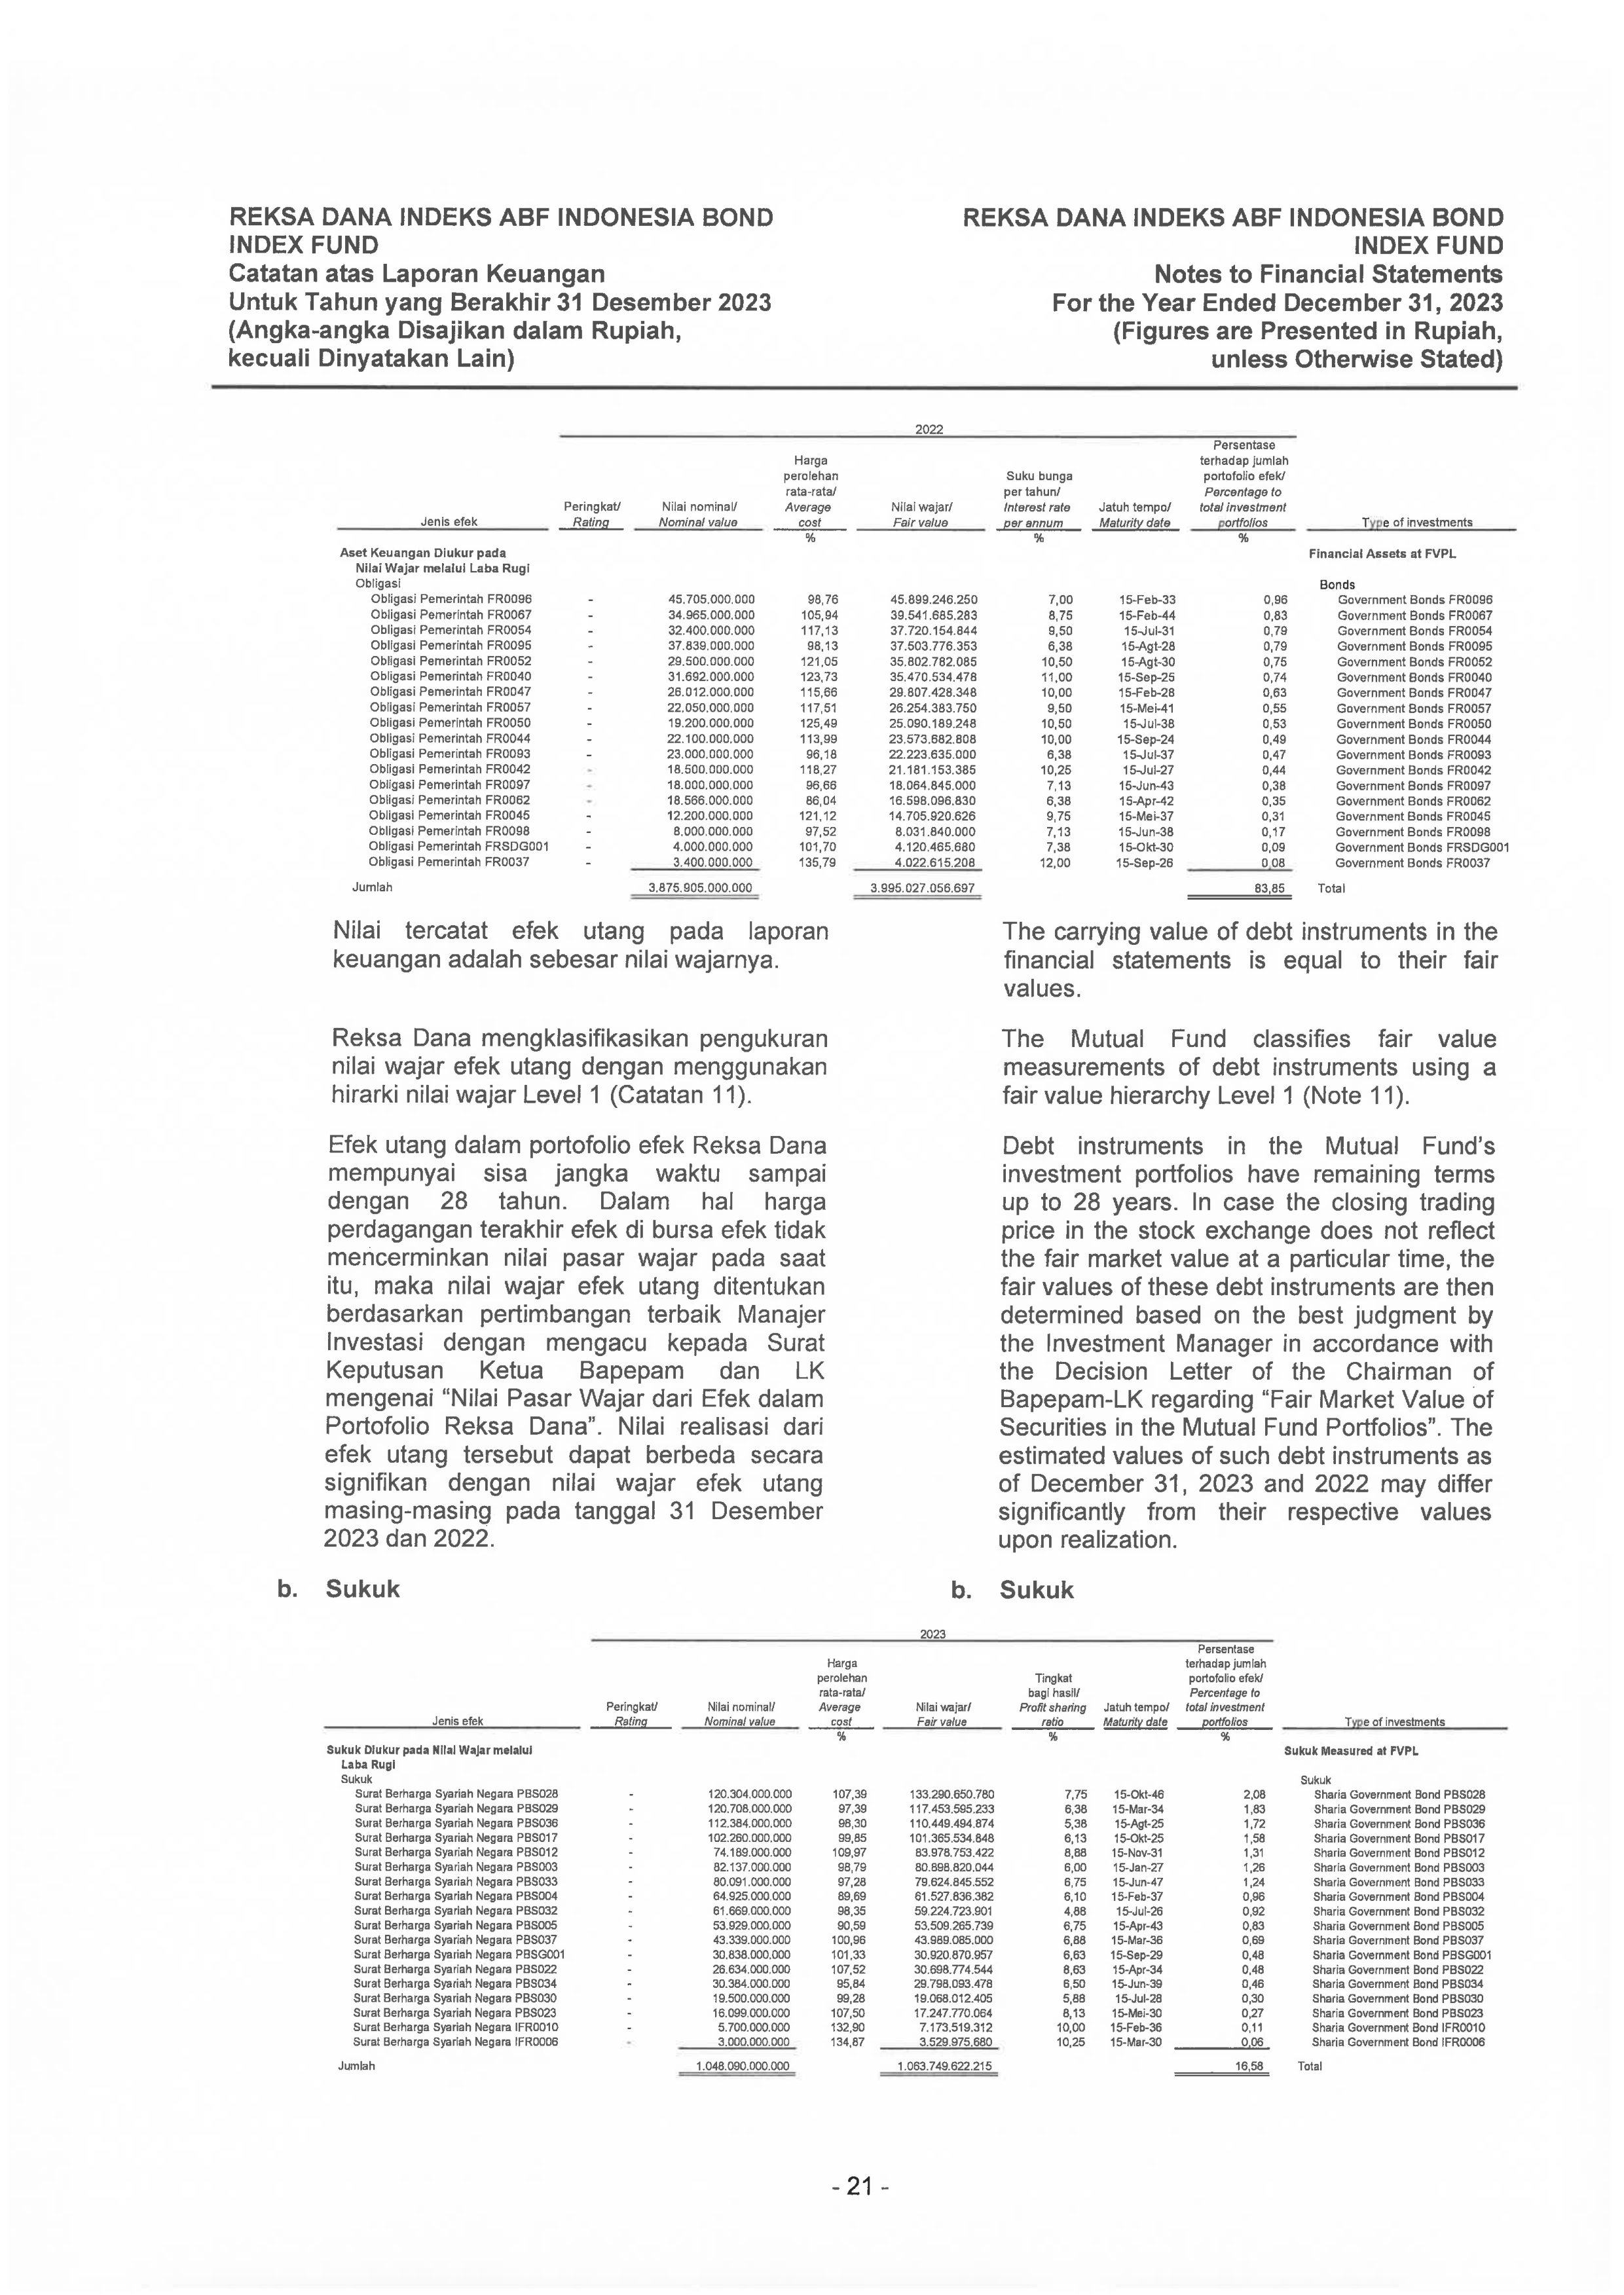 REKSA DANA INDEKS ABF INDONESIA BOND
INDEX FUND
Catatan atas Laporan Keuangan
Untuk Tahun yang Berakhir 31 Desember 2023
(Angka-angka Disajikan dalam Rupiah,
kecuali Dinyatakan Lain)
REKSA DANA INDEKS ABF INDONESIA BOND
INDEX FUND
Notes to Financial Statements
For the Year Ended December 31, 2023
(Figures are Presented in Rupiah,
unless Otherwise Stated)
2022
Jenis efek
Peringkat/
Rating
Nilai nominal/
Nominal value
Harga
perolehan
rata-rata/
Average
cost
%
Nilai wajar/
Fair value
Suku bunga
per tahun/
Interest rate
per annum
%
Jatuh tempo/
Maturity date
Persentase
terhadap jumlah
portofolio efek/
Percentage to
total investment
portfolios
%
Type of investments
Aset Keuangan Diukur pada Financial Assets at FVPL
Nilai Wajar melalui Laba Rugi
Obligasi Bonds
Obligasi Pemerintah FR0096 - 45.705.000.000 98,76 45.899.246.250 7,00 15-Feb-33 0,96 Government Bonds FR0096
Obligasi Pemerintah FR0067 - 34.965.000.000 105,94 39.541.685.283 8,75 15-Feb-44 0,83 Government Bonds FR0067
Obligasi Pemerintah FR0054 - 32.400.000.000 117,13 37.720.154.844 9,50 15-Jul-31 0,79 Government Bonds FR0054
Obligasi Pemerintah FR0095 - 37.839.000.000 98,13 37.503.776.353 6,38 15-Agt-28 0,79 Government Bonds FR0095
Obligasi Pemerintah FR0052 - 29.500.000.000 121,05 35.802.782.085 10,50 15-Agt-30 0,75 Government Bonds FR0052
Obligasi Pemerintah FR0040 - 31.692.000.000 123,73 35.470.534.478 11,00 15-Sep-25 0,74 Government Bonds FR0040
Obligasi Pemerintah FR0047 - 26.012.000.000 115,66 29.807.428.348 10,00 15-Feb-28 0,63 Government Bonds FR0047
Obligasi Pemerintah FR0057 - 22.050.000.000 117,51 26.254.383.750 9,50 15-Mei-41 0,55 Government Bonds FR0057
Obligasi Pemerintah FR0050 - 19.200.000.000 125,49 25.090.189.248 10,50 15-Jul-38 0,53 Government Bonds FR0050
Obligasi Pemerintah FR0044 - 22.100.000.000 113,99 23.573.682.808 10,00 15-Sep-24 0,49 Government Bonds FR0044
Obligasi Pemerintah FR0093 - 23.000.000.000 96,18 22.223.635.000 6,38 15-Jul-37 0,47 Government Bonds FR0093
Obligasi Pemerintah FR0042 - 18.500.000.000 118,27 21.181.153.385 10,25 15-Jul-27 0,44 Government Bonds FR0042
Obligasi Pemerintah FR0097 - 18.000.000.000 96,66 18.064.845.000 7,13 15-Jun-43 0,38 Government Bonds FR0097
Obligasi Pemerintah FR0062 - 18.566.000.000 86,04 16.598.096.830 6,38 15-Apr-42 0,35 Government Bonds FR0062
Obligasi Pemerintah FR0045 - 12.200.000.000 121,12 14.705.920.626 9,75 15-Mei-37 0,31 Government Bonds FR0045
Obligasi Pemerintah FR0098 - 8.000.000.000 97,52 8.031.840.000 7,13 15-Jun-38 0,17 Government Bonds FR0098
Obligasi Pemerintah FRSDG001 - 4.000.000.000 101,70 4.120.465.680 7,38 15-Okt-30 0,09 Government Bonds FRSDG001
Obligasi Pemerintah FR0037 - 3.400.000.000 135,79 4.022.615.208 12,00 15-Sep-26 0,08 Government Bonds FR0037
Jumlah 3.875.905.000.000 3.995.027.056.697 83,85 Total
Nilai tercatat efek utang pada laporan
keuangan adalah sebesar nilai wajarnya.
The carrying value of debt instruments in the
financial statements is equal to their fair
values.
Reksa Dana mengklasifikasikan pengukuran
nilai wajar efek utang dengan menggunakan
hirarki nilai wajar Level 1 (Catatan 11).
The Mutual Fund classifies fair value
measurements of debt instruments using a
fair value hierarchy Level 1 (Note 11).
Efek utang dalam portofolio efek Reksa Dana
mempunyai sisa jangka waktu sampai
dengan 28 tahun. Dalam hal harga
perdagangan terakhir efek di bursa efek tidak
mencerminkan nilai pasar wajar pada saat
itu, maka nilai wajar efek utang ditentukan
berdasarkan pertimbangan terbaik Manajer
Investasi dengan mengacu kepada Surat
Keputusan Ketua Bapepam dan LK
mengenai “Nilai Pasar Wajar dari Efek dalam
Portofolio Reksa Dana”. Nilai realisasi dari
efek utang tersebut dapat berbeda secara
signifikan dengan nilai wajar efek utang
masing-masing pada tanggal 31 Desember
2023 dan 2022.
Debt instruments in the Mutual Fund's
investment portfolios have remaining terms
up to 28 years. In case the closing trading
price in the stock exchange does not reflect
the fair market value at a particular time, the
fair values of these debt instruments are then
determined based on the best judgment by
the Investment Manager in accordance with
the Decision Letter of the Chairman of
Bapepam-LK regarding “Fair Market Value of
Securities in the Mutual Fund Portfolios”. The
estimated values of such debt instruments as
of December 31, 2023 and 2022 may differ
significantly from their respective values
upon realization.
b. Sukuk
b. Sukuk
2023
Jenis efek
Peringkat/
Rating
Nilai nominal/
Nominal value
Harga
perolehan
rata-rata/
Average
cost
%
Nilai wajar/
Fair value
Tingkat
bagi hasil/
Profit sharing
ratio
%
Jatuh tempo/
Maturity date
Persentase
terhadap jumlah
portofolio efek/
Percentage to
total investment
portfolios
%
Type of investments
Sukuk Diukur pada Nilai Wajar melalui Sukuk Measured at FVPL
Laba Rugi
Sukuk Sukuk
Surat Berharga Syariah Negara PBS028 - 120.304.000.000 107,39 133.290.650.780 7,75 15-Okt-46 2,08 Sharia Government Bond PBS028
Surat Berharga Syariah Negara PBS029 - 120.708.000.000 97,39 117.453.595.233 6,38 15-Mar-34 1,83 Sharia Government Bond PBS029
Surat Berharga Syariah Negara PBS036 - 112.384.000.000 98,30 110.449.494.874 5,38 15-Agt-25 1,72 Sharia Government Bond PBS036
Surat Berharga Syariah Negara PBS017 - 102.260.000.000 99,85 101.365.534.848 6,13 15-Okt-25 1,58 Sharia Government Bond PBS017
Surat Berharga Syariah Negara PBS012 - 74.189.000.000 109,97 83.978.753.422 8,88 15-Nov-31 1,31 Sharia Government Bond PBS012
Surat Berharga Syariah Negara PBS003 - 82.137.000.000 98,79 80.898.820.044 6,00 15-Jan-27 1,26 Sharia Government Bond PBS003
Surat Berharga Syariah Negara PBS033 - 80.091.000.000 97,28 79.624.845.552 6,75 15-Jun-47 1,24 Sharia Government Bond PBS033
Surat Berharga Syariah Negara PBS004 - 64.925.000.000 89,69 61.527.836.382 6,10 15-Feb-37 0,96 Sharia Government Bond PBS004
Surat Berharga Syariah Negara PBS032 - 61.669.000.000 98,35 59.224.723.901 4,88 15-Jul-26 0,92 Sharia Government Bond PBS032
Surat Berharga Syariah Negara PBS005 - 53.929.000.000 90,59 53.509.265.739 6,75 15-Apr-43 0,83 Sharia Government Bond PBS005
Surat Berharga Syariah Negara PBS037 - 43.339.000.000 100,96 43.989.085.000 6,88 15-Mar-36 0,69 Sharia Government Bond PBS037
Surat Berharga Syariah Negara PBSG001 - 30.838.000.000 101,33 30.920.870.957 6,63 15-Sep-29 0,48 Sharia Government Bond PBSG001
Surat Berharga Syariah Negara PBS022 - 26.634.000.000 107,52 30.698.774.544 8,63 15-Apr-34 0,48 Sharia Government Bond PBS022
Surat Berharga Syariah Negara PBS034 - 30.384.000.000 95,84 29.798.093.478 6,50 15-Jun-39 0,46 Sharia Government Bond PBS034
Surat Berharga Syariah Negara PBS030 - 19.500.000.000 99,28 19.068.012.405 5,88 15-Jul-28 0,30 Sharia Government Bond PBS030
Surat Berharga Syariah Negara PBS023 - 16.099.000.000 107,50 17.247.770.064 8,13 15-Mei-30 0,27 Sharia Government Bond PBS023
Surat Berharga Syariah Negara IFR0010 - 5.700.000.000 132,90 7.173.519.312 10,00 15-Feb-36 0,11 Sharia Government Bond IFR0010
Surat Berharga Syariah Negara IFR0006 - 3.000.000.000 134,87 3.529.975.680 10,25 15-Mar-30 0,06 Sharia Government Bond IFR0006
Jumlah 1.048.090.000.000 1.063.749.622.215 16,58 Total
- 21 -